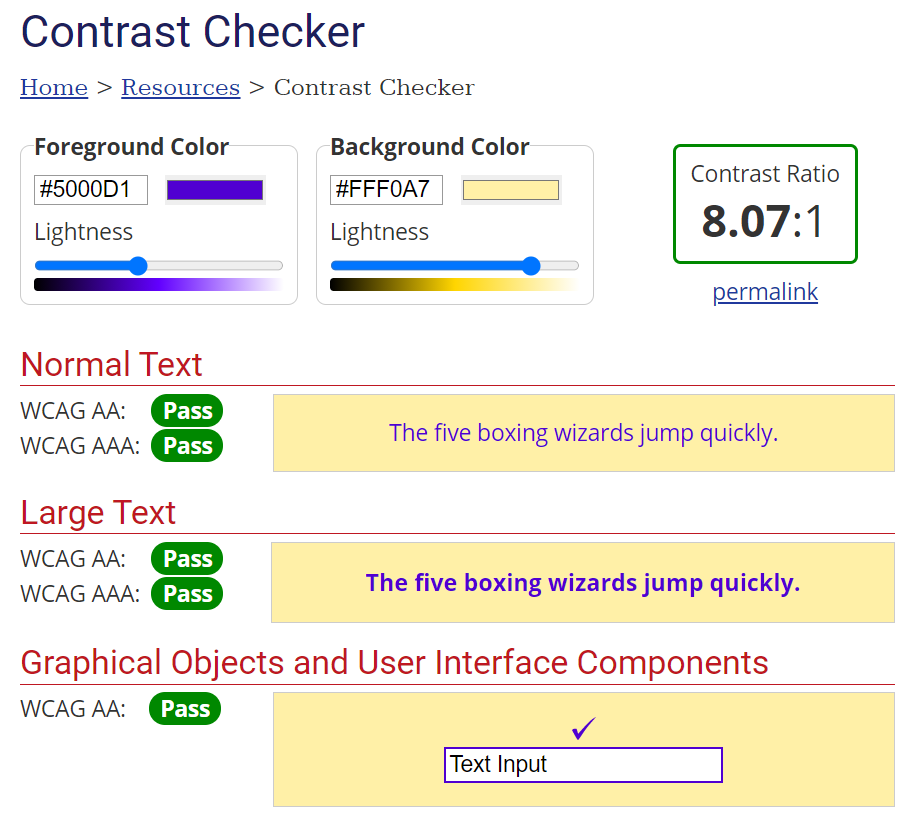 Contrast Checker
Home > Resources > Contrast Checker
Foreground Color
#5000D1
Lightness
Background Color
#FFF0A7
Lightness
Contrast Ratio
8.07:1
permalink
Normal Text
WCAG AA: Pass
WCAG AAA: Pass
The five boxing wizards jump quickly.
Large Text
WCAG AA: Pass
WCAG AAA: Pass
The five boxing wizards jump quickly.
Graphical Objects and User Interface Components
WCAG AA: Pass
✓
Text Input